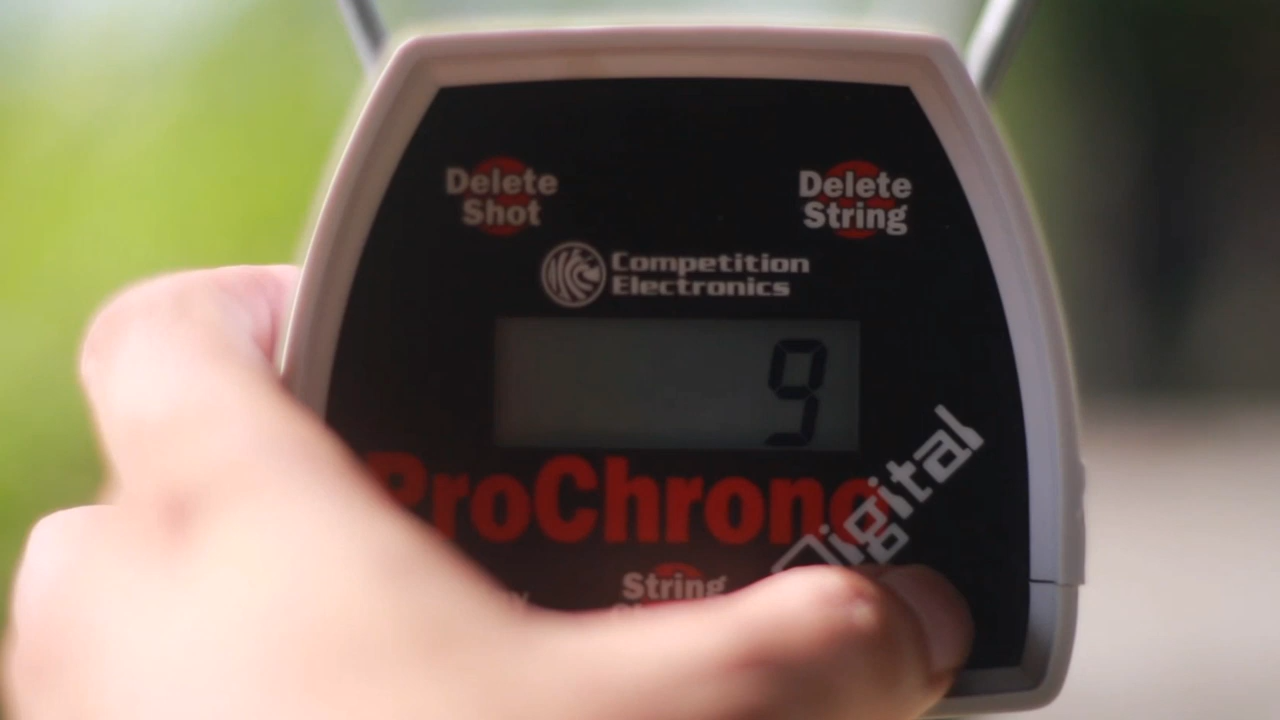 Delete
Shot
Delete
String
Competition
Electronics
9
ProChrono
Digital
String